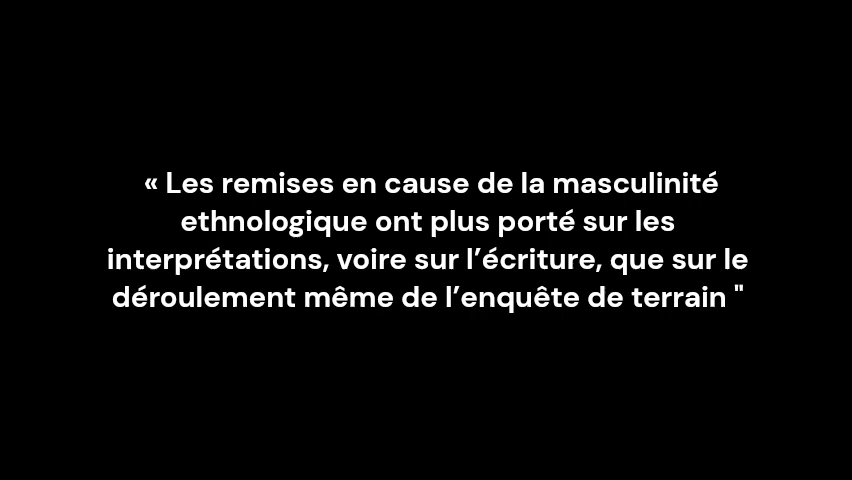 « Les remises en cause de la masculinité
ethnologique ont plus porté sur les
interprétations, voire sur l’écriture, que sur le
déroulement même de l’enquête de terrain "